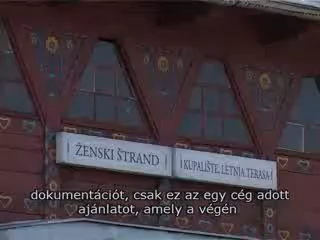 ŽENSKI ŠTRAND
KUPALIŠTE, LETNJA TERASA
dokumentációt, csak ez az egy cég adott
ajánlatot, amely a végén